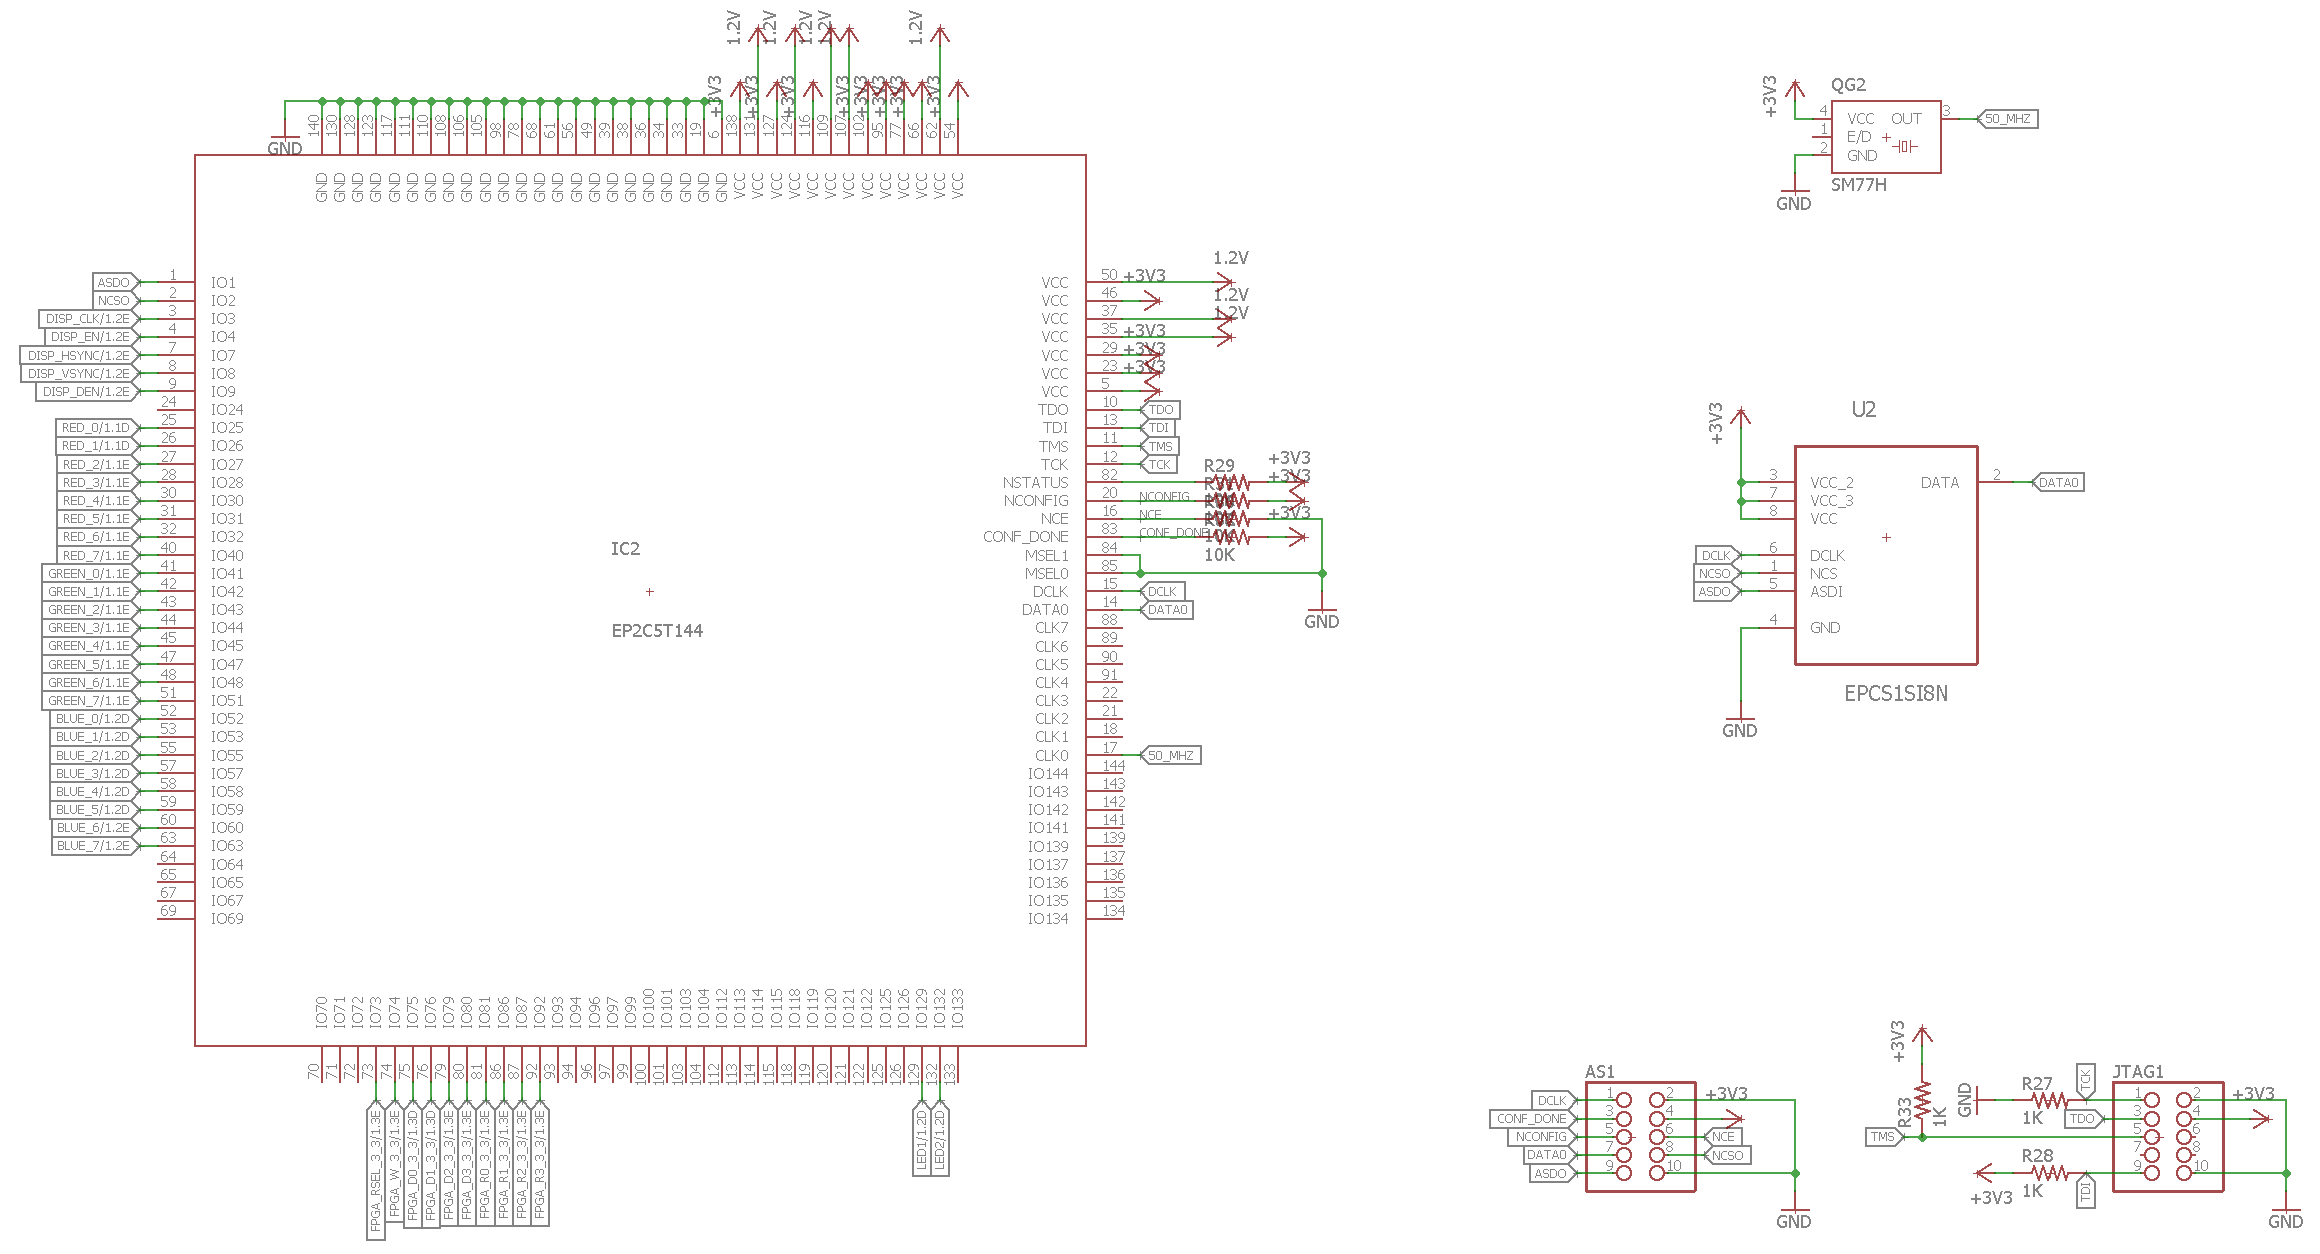 1.2V 1.2V 1.2V 1.2V 1.2V
+3V3 +3V3 +3V3 +3V3 +3V3 +3V3 +3V3 +3V3
GND
140 130 128 123 117 111 110 108 106 105 98 78 68 61 56 49 39 38 36 34 33 19 6 138 131 127 124 116 109 107 102 95 77 66 62 54
GND GND GND GND GND GND GND GND GND GND GND GND GND GND GND GND GND GND GND GND GND GND GND VCC VCC VCC VCC VCC VCC VCC VCC VCC VCC VCC VCC VCC
ASDO 1 IO1
NCSO 2 IO2
DISP_CLK/1.2E 3 IO3
DISP_EN/1.2E 4 IO4
DISP_HSYNC/1.2E 7 IO7
DISP_VSYNC/1.2E 8 IO8
DISP_DEN/1.2E 9 IO9
24 IO24
RED_0/1.1D 25 IO25
RED_1/1.1D 26 IO26
RED_2/1.1E 27 IO27
RED_3/1.1E 28 IO28
RED_4/1.1E 30 IO30
RED_5/1.1E 31 IO31
RED_6/1.1E 32 IO32
RED_7/1.1E 40 IO40
GREEN_0/1.1E 41 IO41
GREEN_1/1.1E 42 IO42
GREEN_2/1.1E 43 IO43
GREEN_3/1.1E 44 IO44
GREEN_4/1.1E 45 IO45
GREEN_5/1.1E 47 IO47
GREEN_6/1.1E 48 IO48
GREEN_7/1.1E 51 IO51
BLUE_0/1.2D 52 IO52
BLUE_1/1.2D 53 IO53
BLUE_2/1.2D 55 IO55
BLUE_3/1.2D 57 IO57
BLUE_4/1.2D 58 IO58
BLUE_5/1.2D 59 IO59
BLUE_6/1.2E 60 IO60
BLUE_7/1.2E 63 IO63
64 IO64
65 IO65
67 IO67
69 IO69
IC2
EP2C5T144
1.2V
VCC 50 +3V3
VCC 46 1.2V
VCC 37 1.2V
VCC 35 +3V3
VCC 29 +3V3
VCC 23 +3V3
VCC 5
TDO 10 TDO
TDI 13 TDI
TMS 11 TMS
TCK 12 TCK
NSTATUS 82 R29 +3V3
NCONFIG 20 NCONFIG +3V3
NCE 16 NCE +3V3
CONF_DONE 83 CONF_DONE
10K
MSEL1 84
MSEL0 85
DCLK 15 DCLK
DATA0 14 DATA0
GND
CLK7 88
CLK6 89
CLK5 90
CLK4 91
CLK3 22
CLK2 21
CLK1 18
CLK0 17 50_MHZ
IO144 144
IO143 143
IO142 142
IO141 141
IO139 139
IO137 137
IO136 136
IO135 135
IO134 134
IO70 IO71 IO72 IO73 IO74 IO75 IO76 IO79 IO80 IO81 IO86 IO87 IO92 IO93 IO94 IO96 IO97 IO99 IO100 IO101 IO103 IO104 IO112 IO113 IO114 IO115 IO118 IO119 IO120 IO121 IO122 IO125 IO126 IO129 IO132 IO133
70 71 72 73 74 75 76 79 80 81 86 87 92 93 94 96 97 99 100 101 103 104 112 113 114 115 118 119 120 121 122 125 126 129 132 133
FPGA_RSEL_3_3/1.3E
FPGA_W_3_3/1.3E
FPGA_D0_3_3/1.3D
FPGA_D1_3_3/1.3D
FPGA_D2_3_3/1.3E
FPGA_D3_3_3/1.3E
FPGA_R0_3_3/1.3E
FPGA_R1_3_3/1.3E
FPGA_R2_3_3/1.3E
FPGA_R3_3_3/1.3E
LED1/1.2D
LED2/1.2D
+3V3
QG2
4 VCC OUT 3 50_MHZ
1 E/D
2 GND
SM77H
GND
+3V3
U2
3 VCC_2 DATA 2 DATA0
7 VCC_3
8 VCC
DCLK 6 DCLK
NCSO 1 NCS
ASDO 5 ASDI
4 GND
EPCS1SI8N
GND
AS1
DCLK 1 2 +3V3
CONF_DONE 3 4
NCONFIG 5 6 NCE
DATA0 7 8 NCSO
ASDO 9 10
GND
+3V3
R33
1K
GND
R27
1K
TCK
JTAG1
1 2 +3V3
TDO 3 4
TMS 5 6
7 8
R28
9 10
+3V3
1K
TDI
GND